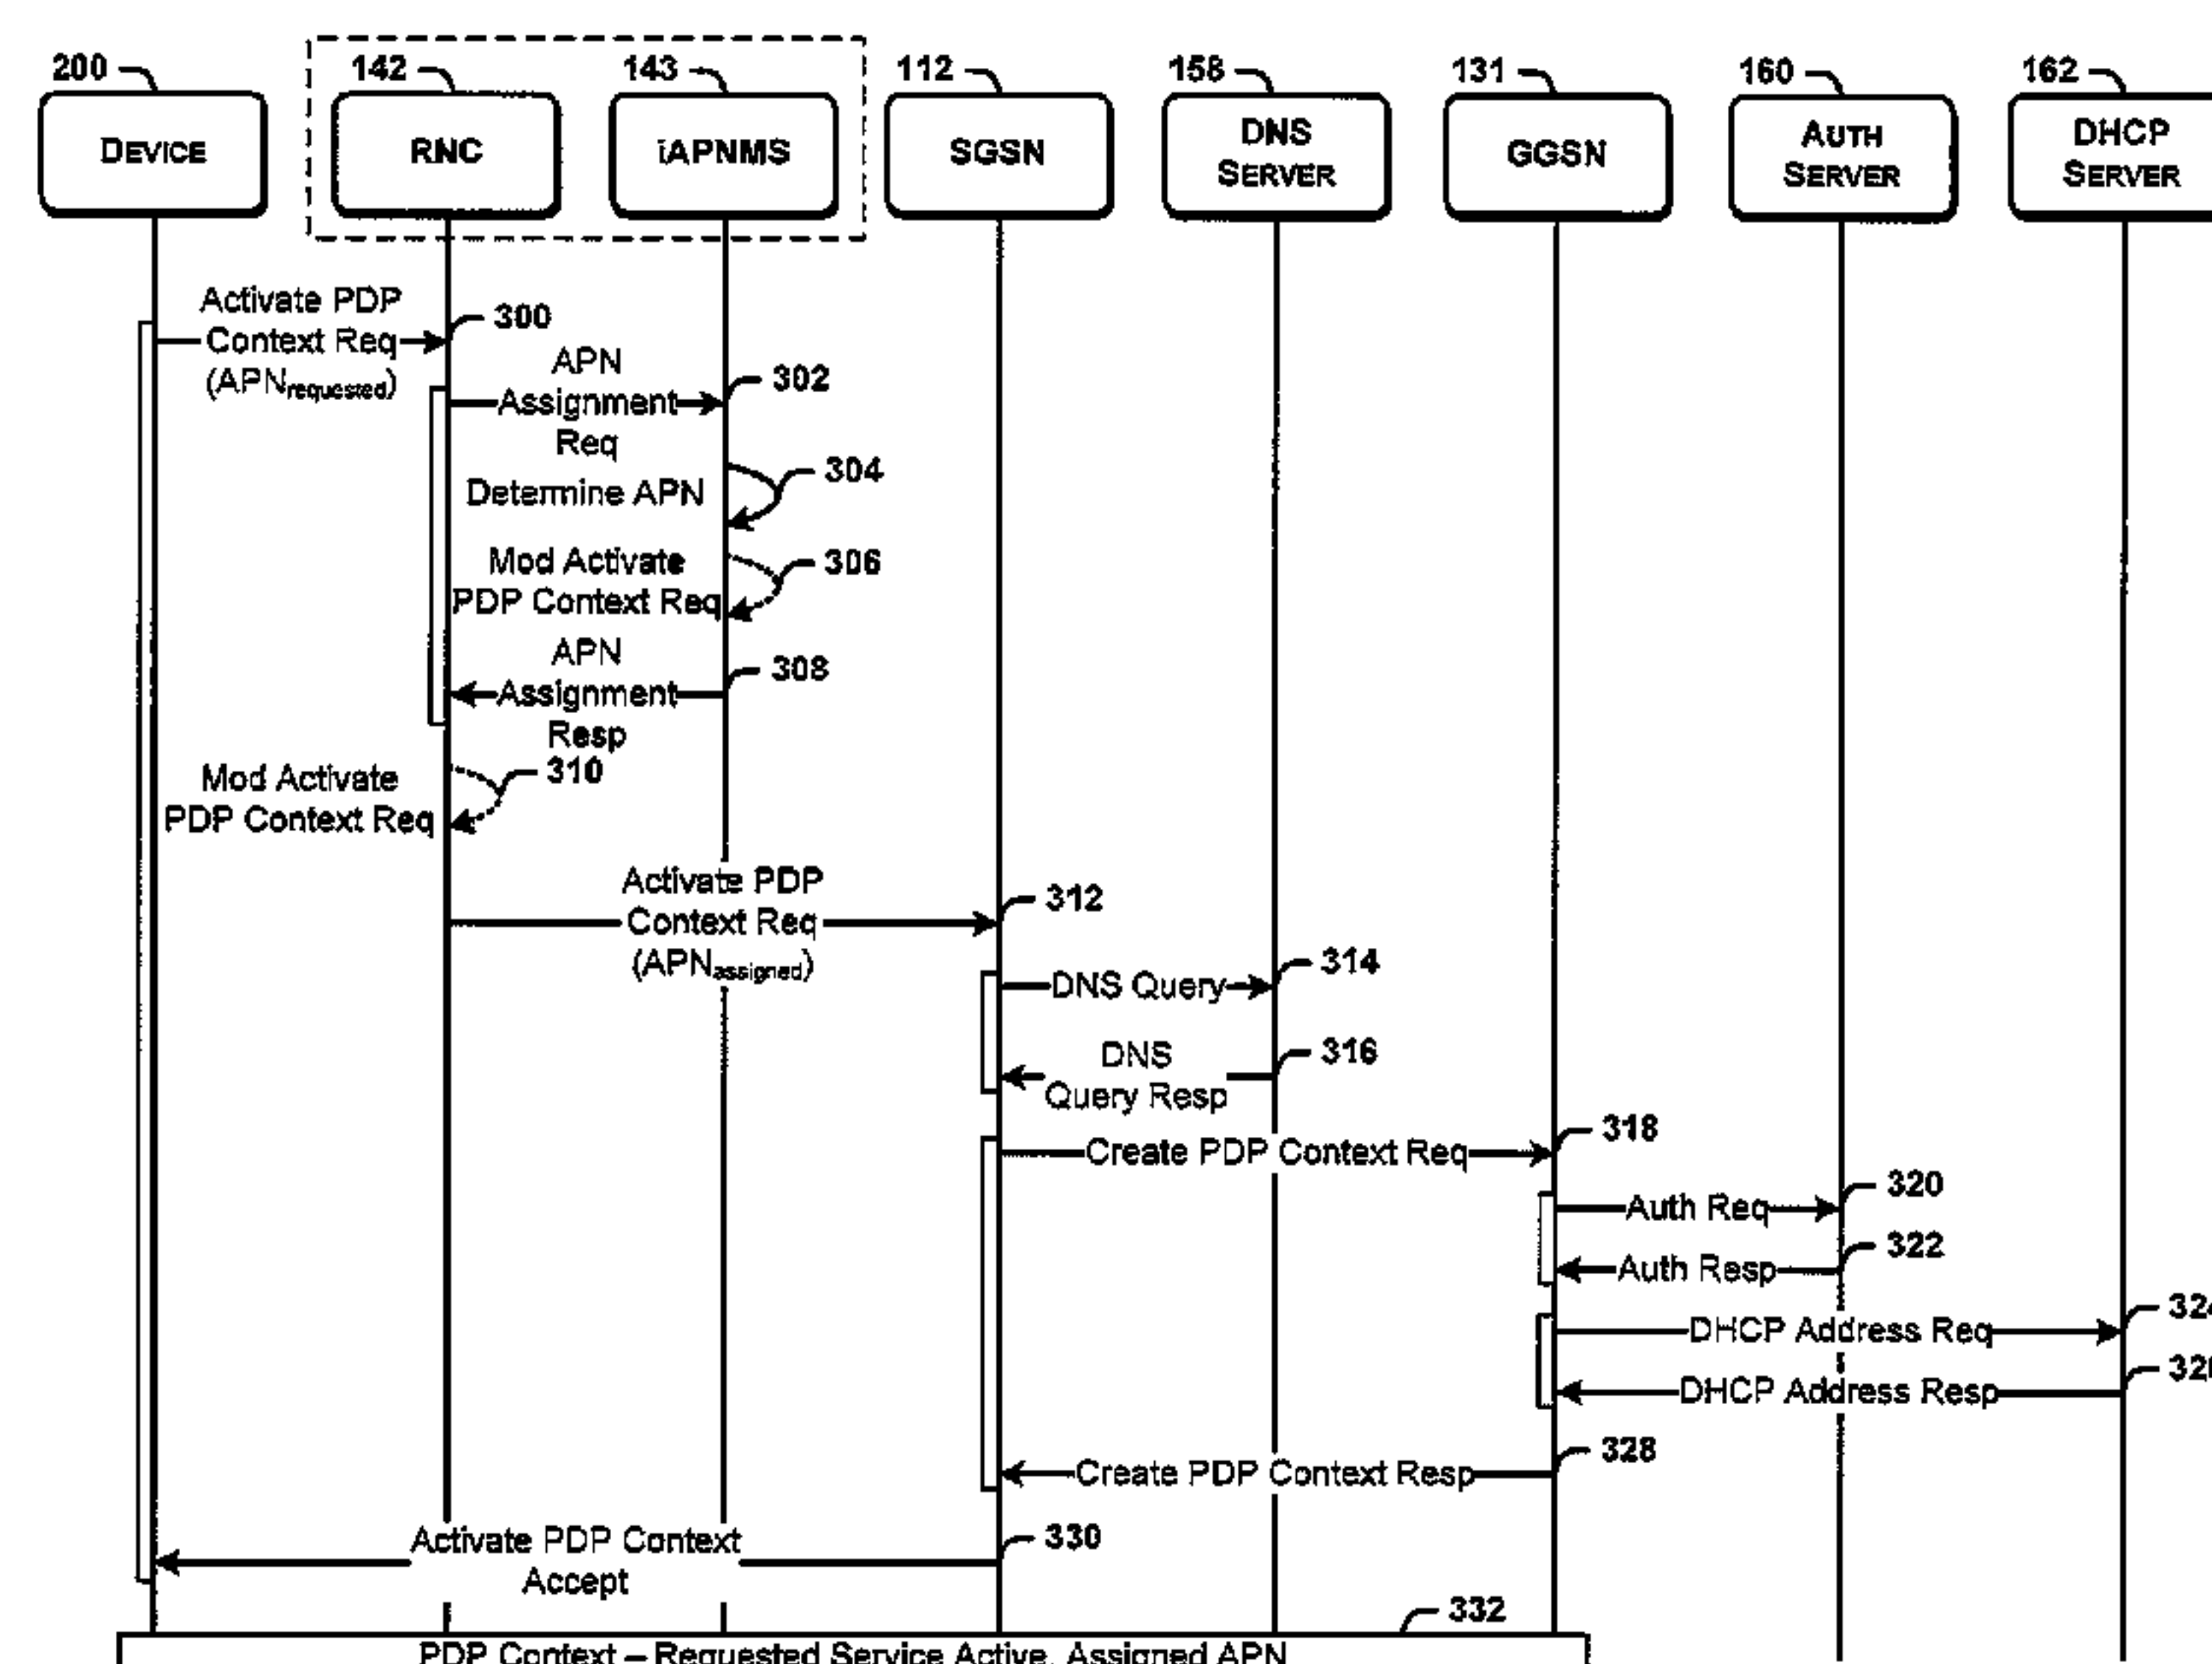 200 142 143 112 158 131 160 162
DEVICE RNC iAPNMS SGSN DNS SERVER GGSN AUTH SERVER DHCP SERVER
Activate PDP
Context Req
(APNrequested)
300
APN
Assignment
Req
302
Determine APN
304
Mod Activate
PDP Context Req
306
APN
Assignment
Resp
308
Mod Activate
PDP Context Req
310
Activate PDP
Context Req
(APNassigned)
312
DNS Query
314
DNS
Query Resp
316
Create PDP Context Req
318
Auth Req
320
Auth Resp
322
DHCP Address Req
DHCP Address Resp
Create PDP Context Resp
328
Activate PDP Context
Accept
330
332
PDP Context – Requested Service Active, Assigned APN